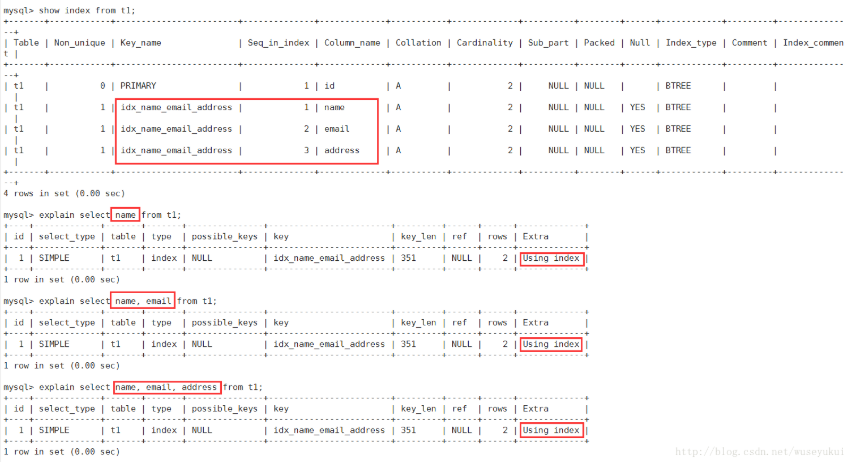 mysql> show index from t1;
+-------+------------+------------------------+--------------+-------------+-----------+-------------+----------+--------+------+------------+---------+-------------
--+
| Table | Non_unique | Key_name | Seq_in_index | Column_name | Collation | Cardinality | Sub_part | Packed | Null | Index_type | Comment | Index_commen
t |
+-------+------------+------------------------+--------------+-------------+-----------+-------------+----------+--------+------+------------+---------+-------------
--+
| t1 | 0 | PRIMARY | 1 | id | A | 2 | NULL | NULL | | BTREE | |
|
| t1 | 1 | idx_name_email_address | 1 | name | A | 2 | NULL | NULL | YES | BTREE | |
|
| t1 | 1 | idx_name_email_address | 2 | email | A | 2 | NULL | NULL | YES | BTREE | |
|
| t1 | 1 | idx_name_email_address | 3 | address | A | 2 | NULL | NULL | YES | BTREE | |
|
+-------+------------+------------------------+--------------+-------------+-----------+-------------+----------+--------+------+------------+---------+-------------
--+
4 rows in set (0.00 sec)
mysql> explain select name from t1;
+----+-------------+-------+-------+---------------+------------------------+---------+------+------+-------------+
| id | select_type | table | type | possible_keys | key | key_len | ref | rows | Extra |
+----+-------------+-------+-------+---------------+------------------------+---------+------+------+-------------+
| 1 | SIMPLE | t1 | index | NULL | idx_name_email_address | 351 | NULL | 2 | Using index |
+----+-------------+-------+-------+---------------+------------------------+---------+------+------+-------------+
1 row in set (0.00 sec)
mysql> explain select name, email from t1;
+----+-------------+-------+-------+---------------+------------------------+---------+------+------+-------------+
| id | select_type | table | type | possible_keys | key | key_len | ref | rows | Extra |
+----+-------------+-------+-------+---------------+------------------------+---------+------+------+-------------+
| 1 | SIMPLE | t1 | index | NULL | idx_name_email_address | 351 | NULL | 2 | Using index |
+----+-------------+-------+-------+---------------+------------------------+---------+------+------+-------------+
1 row in set (0.00 sec)
mysql> explain select name, email, address from t1;
+----+-------------+-------+-------+---------------+------------------------+---------+------+------+-------------+
| id | select_type | table | type | possible_keys | key | key_len | ref | rows | Extra |
+----+-------------+-------+-------+---------------+------------------------+---------+------+------+-------------+
| 1 | SIMPLE | t1 | index | NULL | idx_name_email_address | 351 | NULL | 2 | Using index |
+----+-------------+-------+-------+---------------+------------------------+---------+------+------+-------------+
1 row in set (0.00 sec)